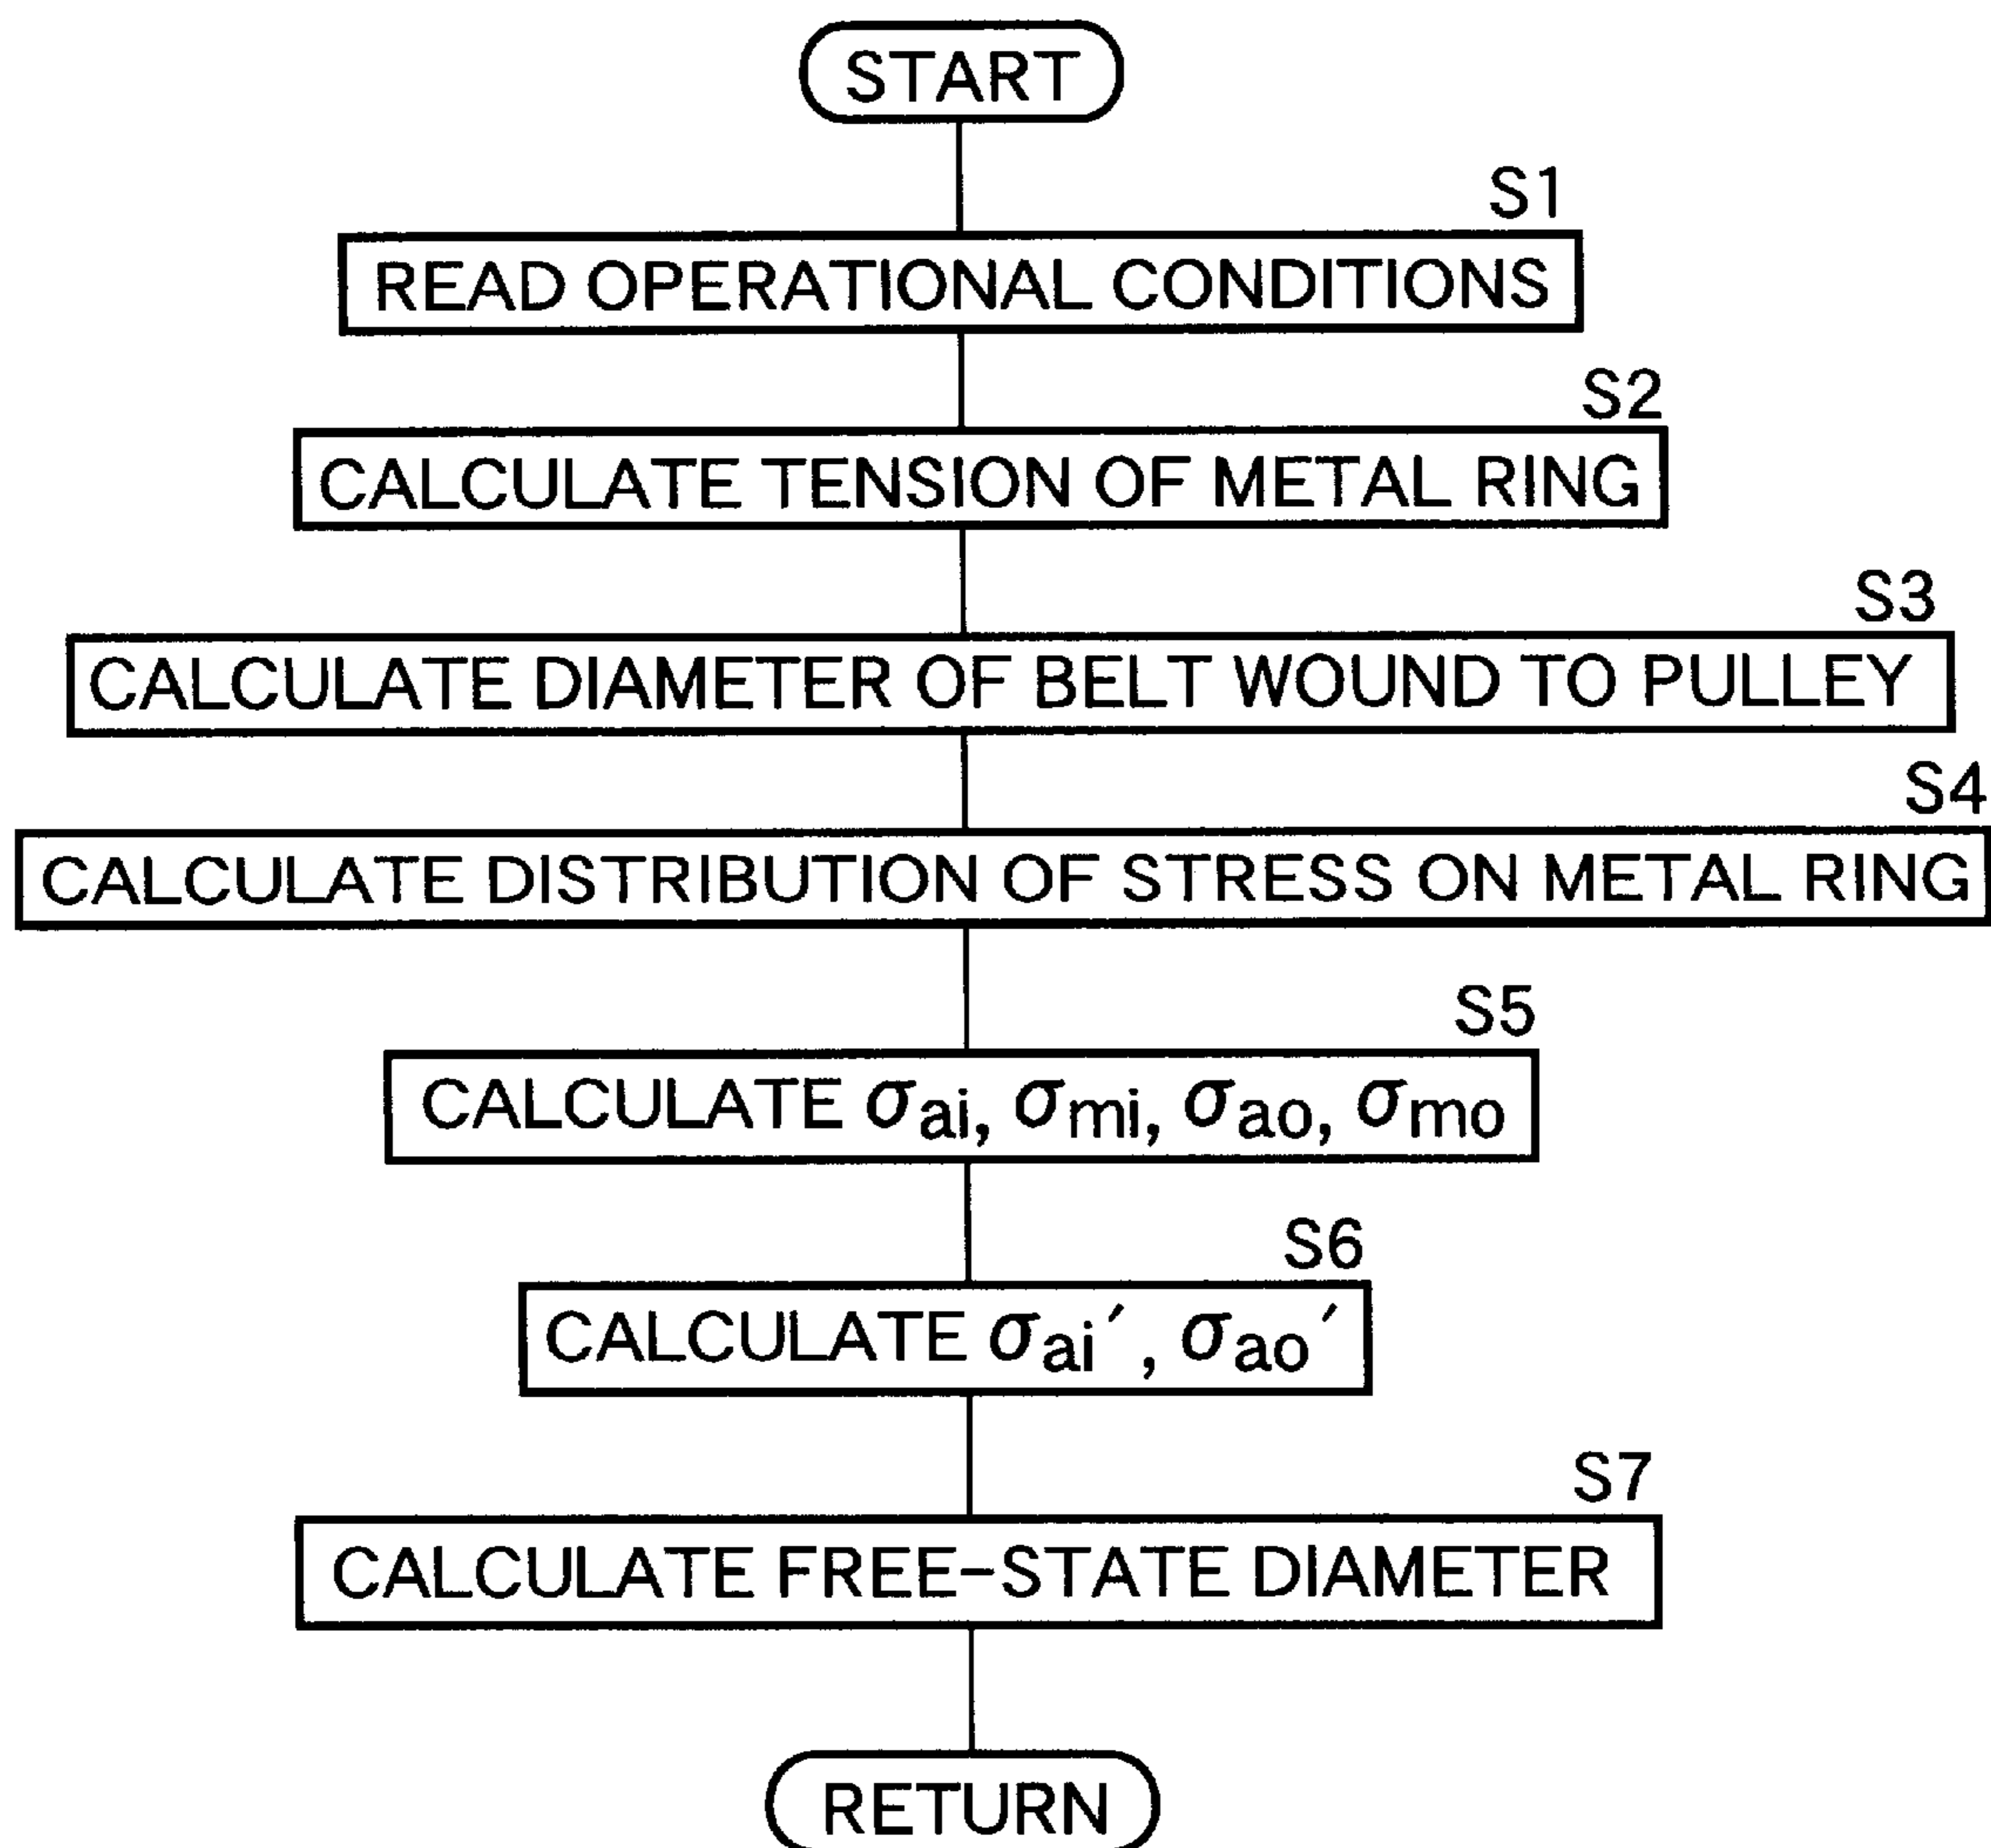 START
S1
READ OPERATIONAL CONDITIONS
S2
CALCULATE TENSION OF METAL RING
S3
CALCULATE DIAMETER OF BELT WOUND TO PULLEY
S4
CALCULATE DISTRIBUTION OF STRESS ON METAL RING
S5
CALCULATE σai, σmi, σao, σmo
S6
CALCULATE σai′, σao′
S7
CALCULATE FREE-STATE DIAMETER
RETURN